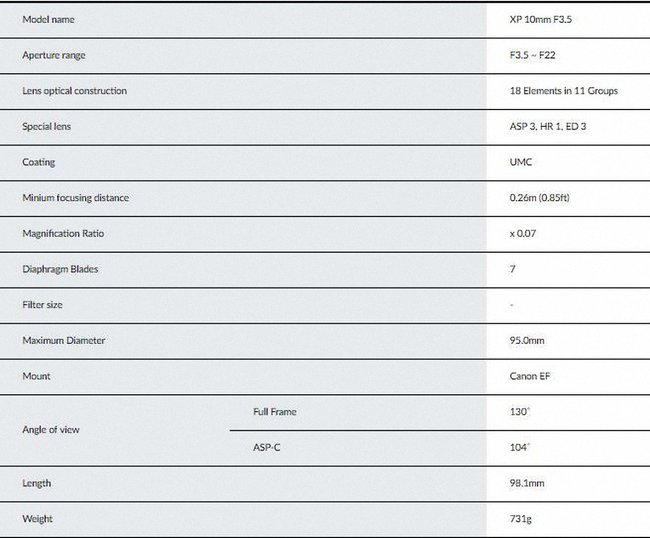 Model name XP 10mm F3.5
Aperture range F3.5 ~ F22
Lens optical construction 18 Elements in 11 Groups
Special lens ASP 3, HR 1, ED 3
Coating UMC
Minium focusing distance 0.26m (0.85ft)
Magnification Ratio x 0.07
Diaphragm Blades 7
Filter size -
Maximum Diameter 95.0mm
Mount Canon EF
Angle of view Full Frame 130˚
ASP-C 104˚
Length 98.1mm
Weight 731g